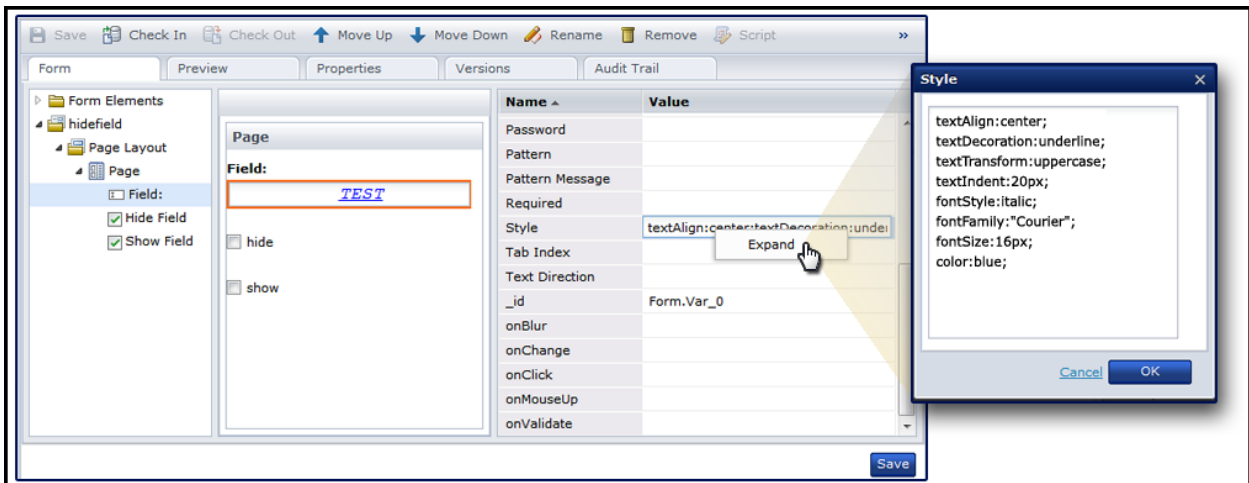 Save Check In Check Out Move Up Move Down Rename Remove Script »
Form Preview Properties Versions Audit Trail
Form Elements
hidefield
Page Layout
Page
Field:
Hide Field
Show Field
Page
Field:
TEST
hide
show
Name Value
Password
Pattern
Pattern Message
Required
Style textAlign:center;textDecoration:under
Expand
Tab Index
Text Direction
_id Form.Var_0
onBlur
onChange
onClick
onMouseUp
onValidate
Save
Style
textAlign:center;
textDecoration:underline;
textTransform:uppercase;
textIndent:20px;
fontStyle:italic;
fontFamily:"Courier";
fontSize:16px;
color:blue;
Cancel OK